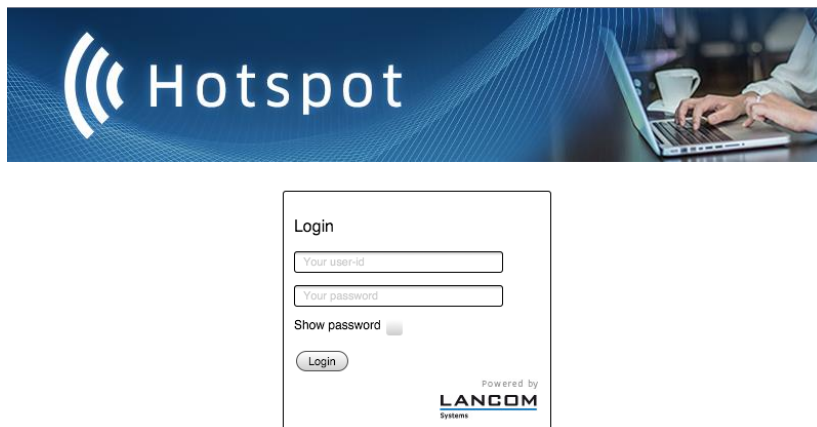 Hotspot
Login
Your user-id
Your password
Show password
Login
Powered by
LANCOM
Systems